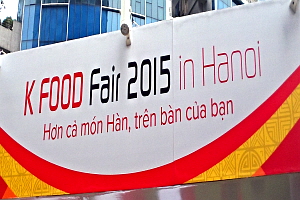 K FOOD Fair 2015 in Hanoi
Hơn cả món Hàn, trên bàn của bạn